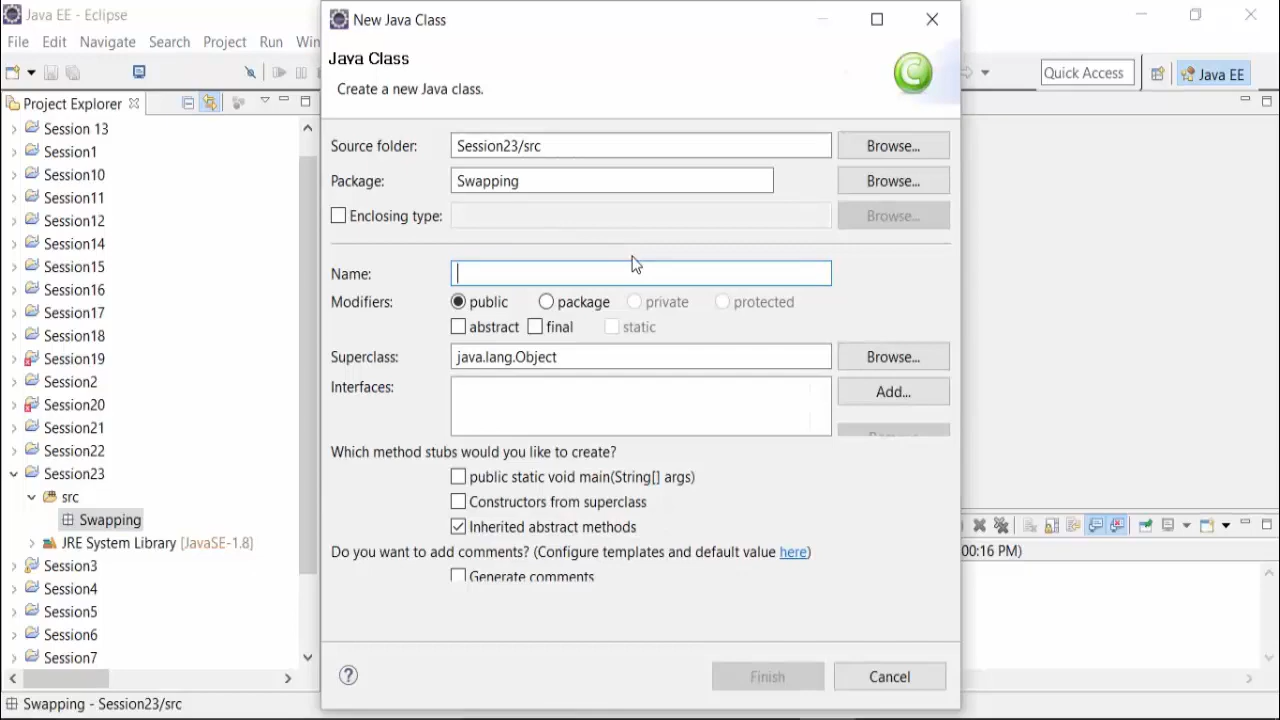 Java EE - Eclipse
File Edit Navigate Search Project Run Win
Quick Access
Java EE
Project Explorer
Session 13
Session1
Session10
Session11
Session12
Session14
Session15
Session16
Session17
Session18
Session19
Session2
Session20
Session21
Session22
Session23
src
Swapping
JRE System Library [JavaSE-1.8]
Session3
Session4
Session5
Session6
Session7
Swapping - Session23/src
New Java Class
Java Class
Create a new Java class.
Source folder: Session23/src Browse...
Package: Swapping Browse...
Enclosing type: Browse...
Name:
Modifiers: public package private protected
abstract final static
Superclass: java.lang.Object Browse...
Interfaces: Add...
Which method stubs would you like to create?
public static void main(String[] args)
Constructors from superclass
Inherited abstract methods
Do you want to add comments? (Configure templates and default value here)
Generate comments
? Finish Cancel
00:16 PM)